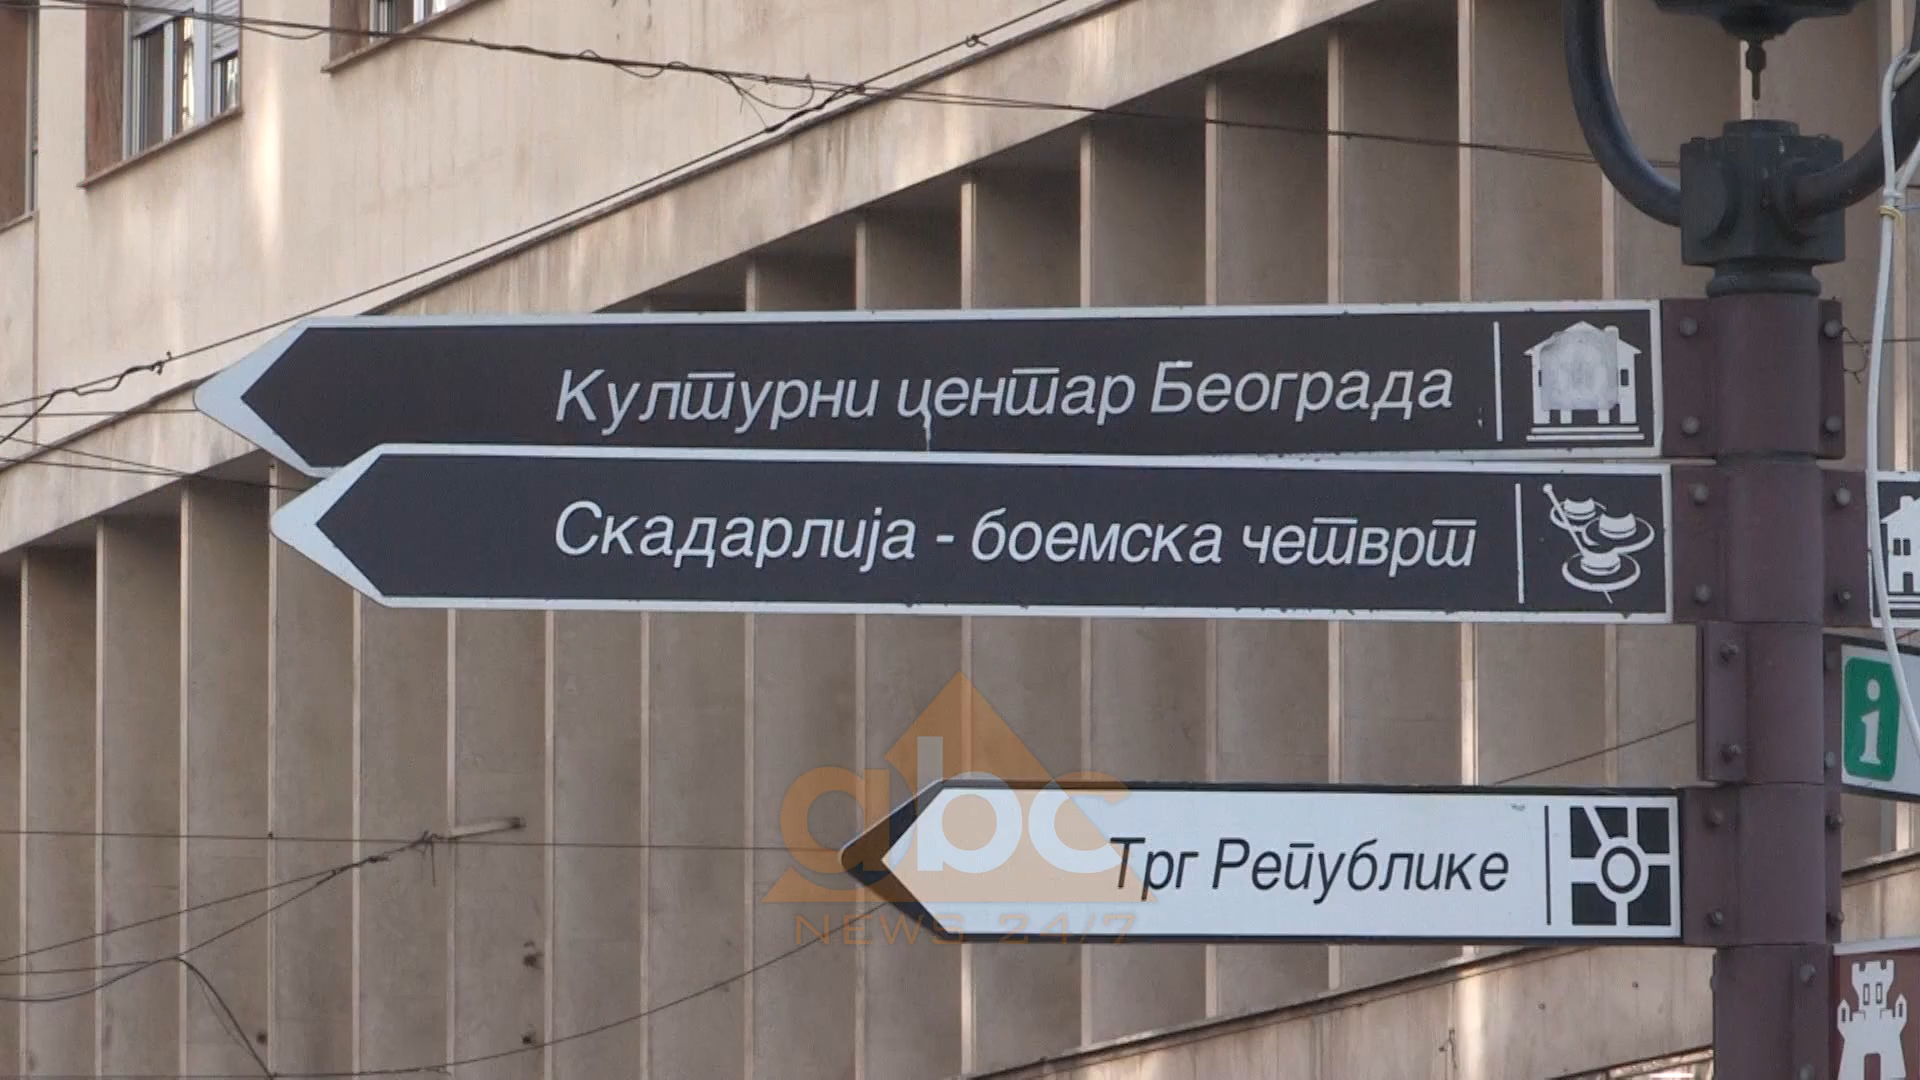 Културни центар Београда
Скадарлија - боемска четврт
i
abc
Трг Републике
NEWS 24/7